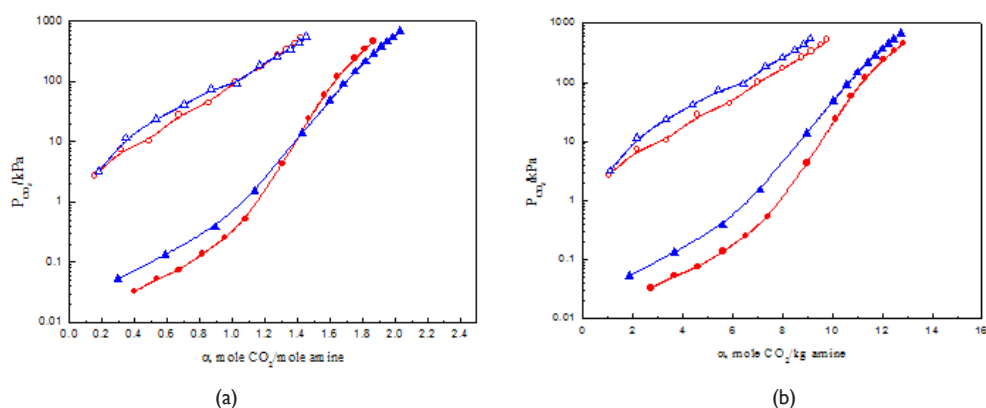 1000
100
10
1
0.1
0.01
P_CO₂/kPa
0.0 0.2 0.4 0.6 0.8 1.0 1.2 1.4 1.6 1.8 2.0 2.2 2.4
α, mole CO₂/mole amine
(a)
1000
100
10
1
0.1
0.01
P_CO₂/kPa
0 2 4 6 8 10 12 14 16
α, mole CO₂/kg amine
(b)